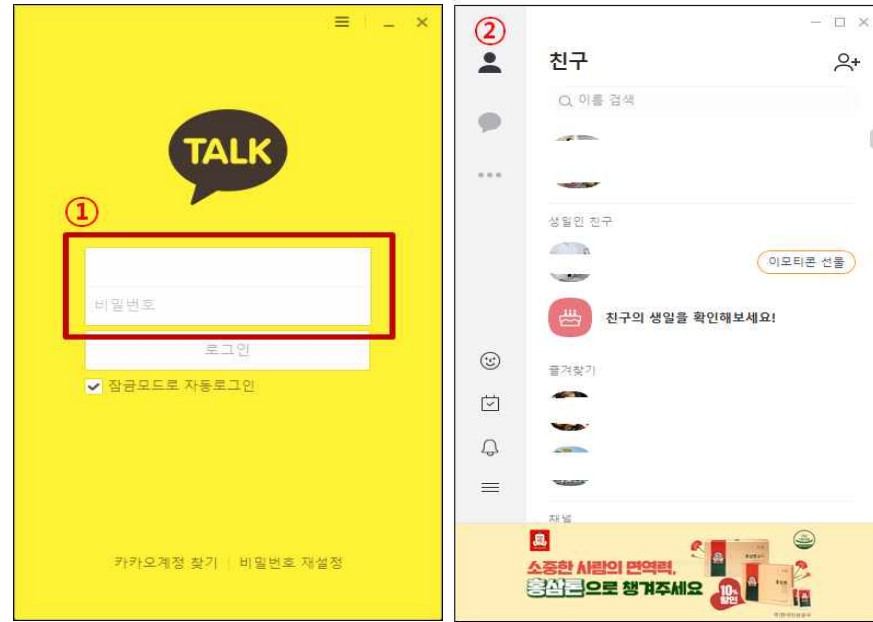 ①
TALK
비밀번호
로그인
잠금모드로 자동로그인
카카오계정 찾기
비밀번호 재설정
②
친구
이름 검색
생일인 친구
이모티콘 선물
친구의 생일을 확인해보세요!
즐겨찾기
채널
소중한 사람의 면역력,
홍삼톤으로 챙겨주세요
10%
할인